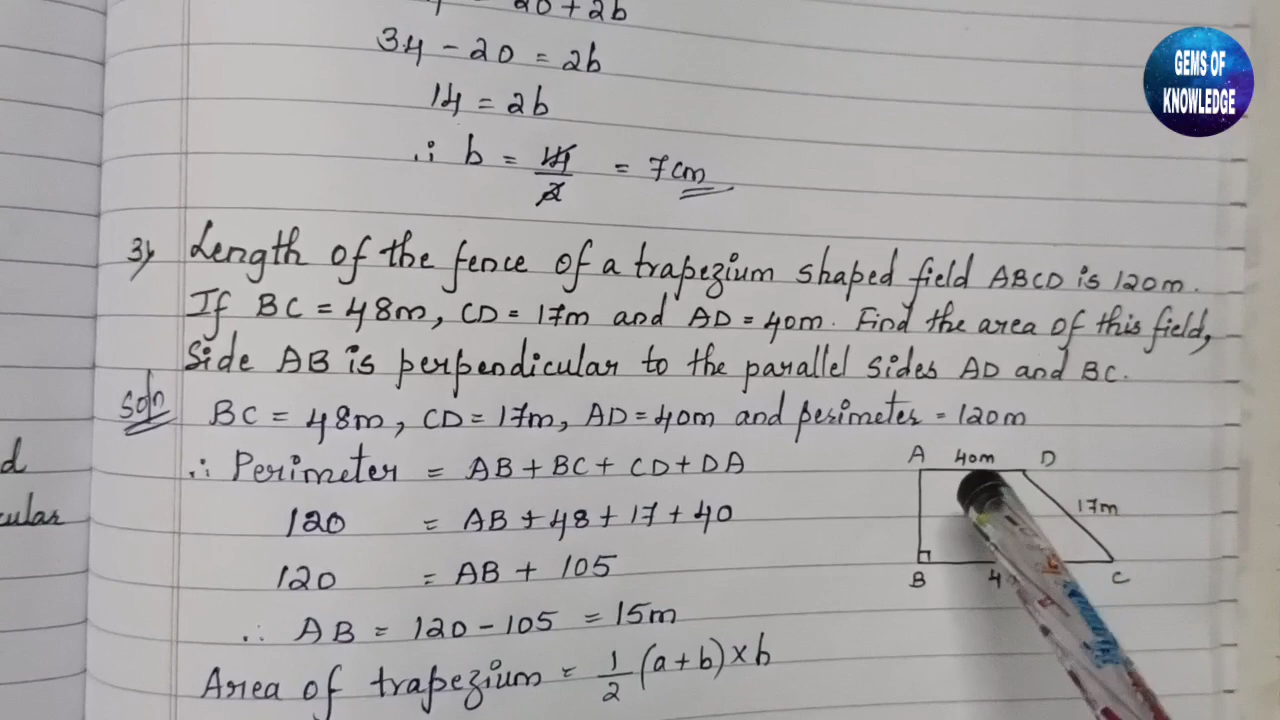 20 + 2b
34 - 20 = 2b
14 = 2b
∴ b = 14/2 = 7cm
GEMS OF
KNOWLEDGE
3) Length of the fence of a trapezium shaped field ABCD is 120m.
If BC = 48m, CD = 17m and AD = 40m. Find the area of this field,
Side AB is perpendicular to the parallel sides AD and BC.
Soln BC = 48m, CD = 17m, AD = 40m and perimeter = 120m
d
∴ Perimeter = AB + BC + CD + DA
cular
120 = AB + 48 + 17 + 40
120 = AB + 105
∴ AB = 120 - 105 = 15m
Area of trapezium = 1/2 (a+b) × h
A 40m D
17m
B 4 C